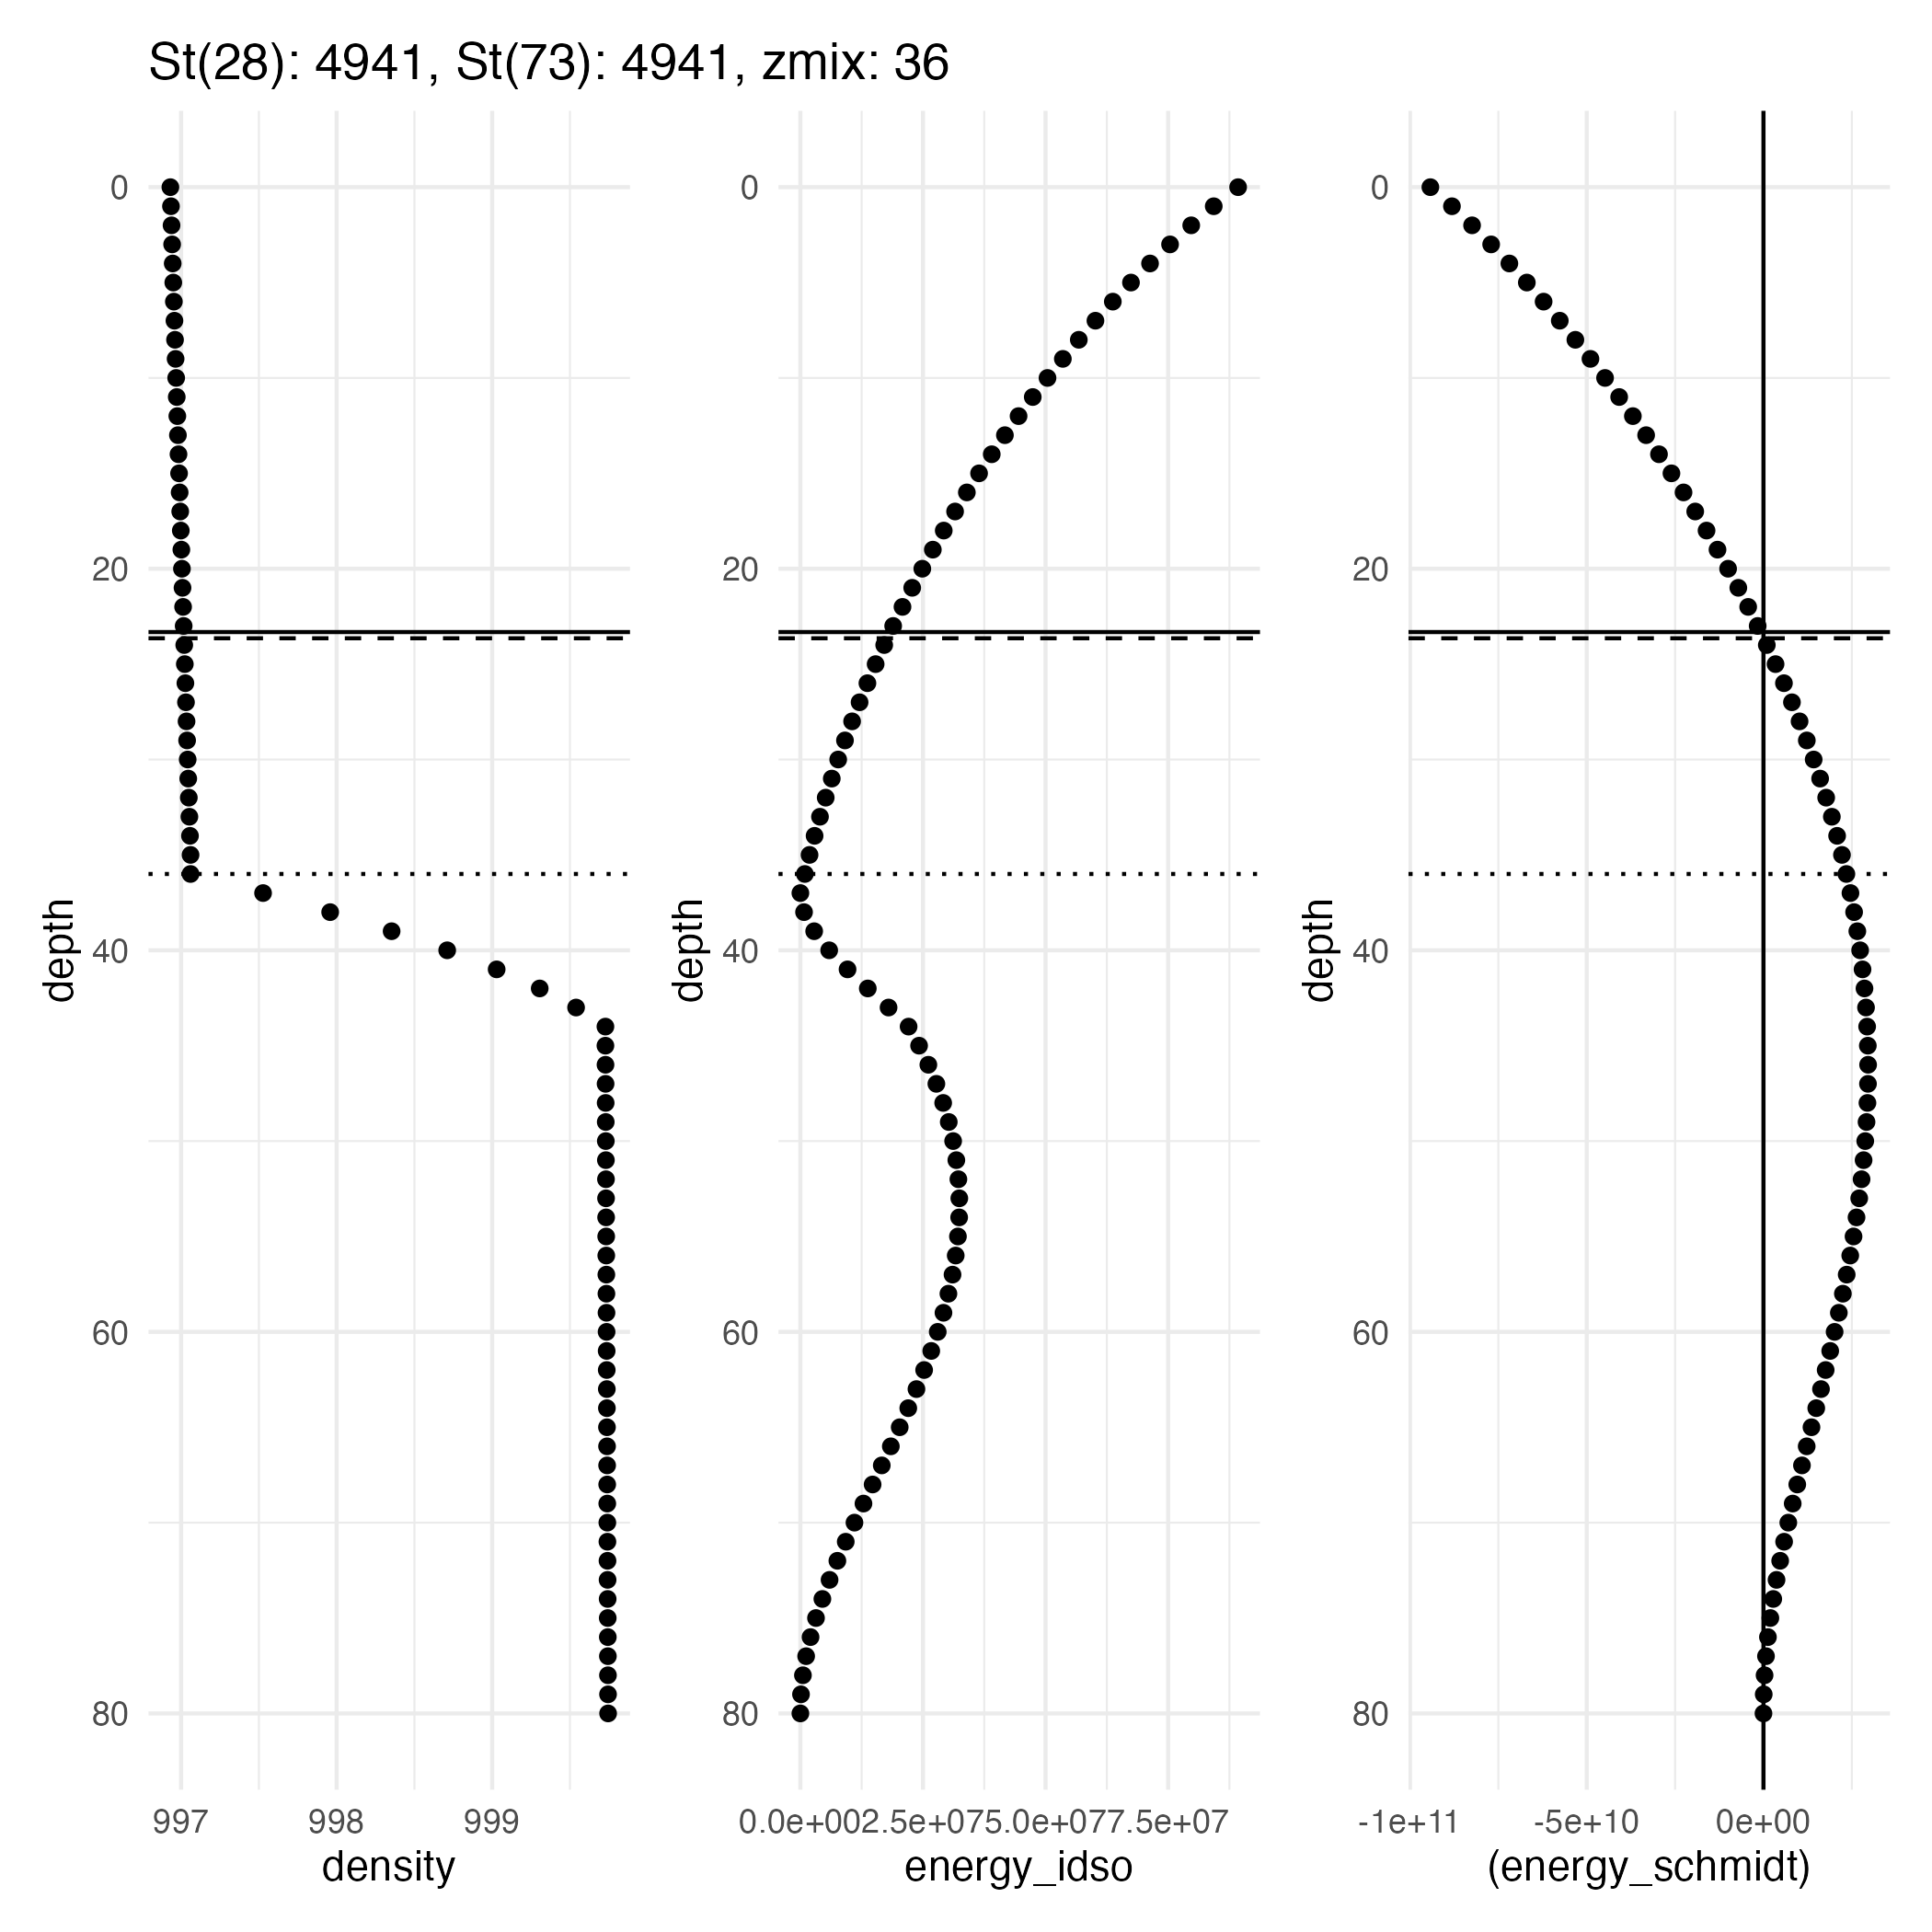 St(28): 4941, St(73): 4941, zmix: 36
depth
0
20
40
60
80
997 998 999
density
depth
0
20
40
60
80
0.0e+002.5e+075.0e+077.5e+07
energy_idso
depth
0
20
40
60
80
-1e+11 -5e+10 0e+00
(energy_schmidt)